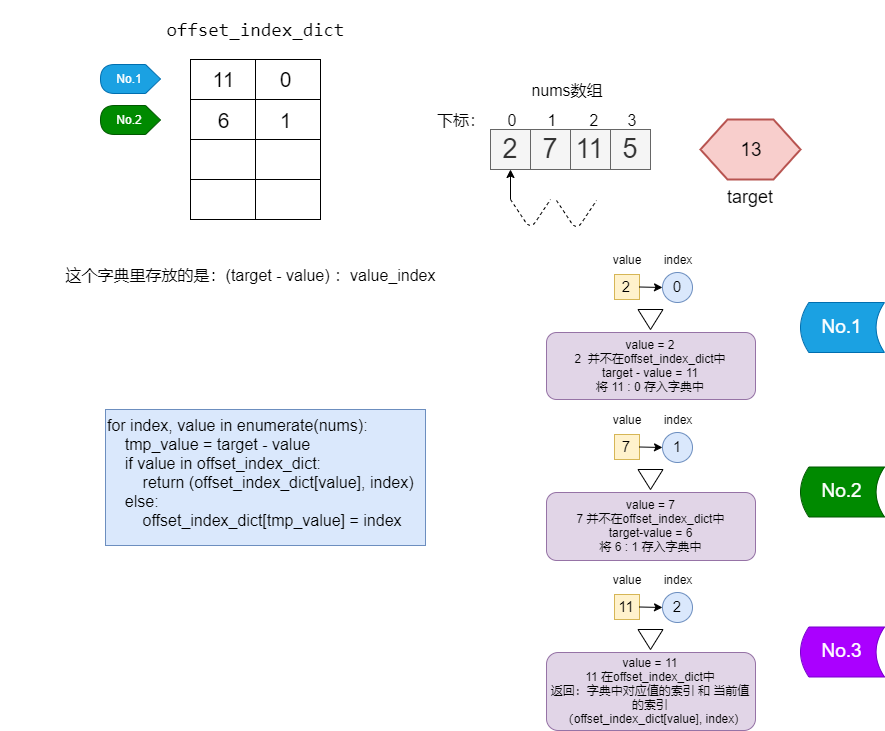 offset_index_dict
No.1
11 0
No.2
6 1
nums数组
下标： 0 1 2 3
2 7 11 5
13
target
这个字典里存放的是：(target - value) ：value_index
for index, value in enumerate(nums):
tmp_value = target - value
if value in offset_index_dict:
return (offset_index_dict[value], index)
else:
offset_index_dict[tmp_value] = index
value index
2 0
value = 2
2 并不在offset_index_dict中
target - value = 11
将 11 : 0 存入字典中
No.1
value index
7 1
value = 7
7 并不在offset_index_dict中
target-value = 6
将 6 : 1 存入字典中
No.2
value index
11 2
value = 11
11 在offset_index_dict中
返回：字典中对应值的索引 和 当前值
的索引
（offset_index_dict[value], index)
No.3